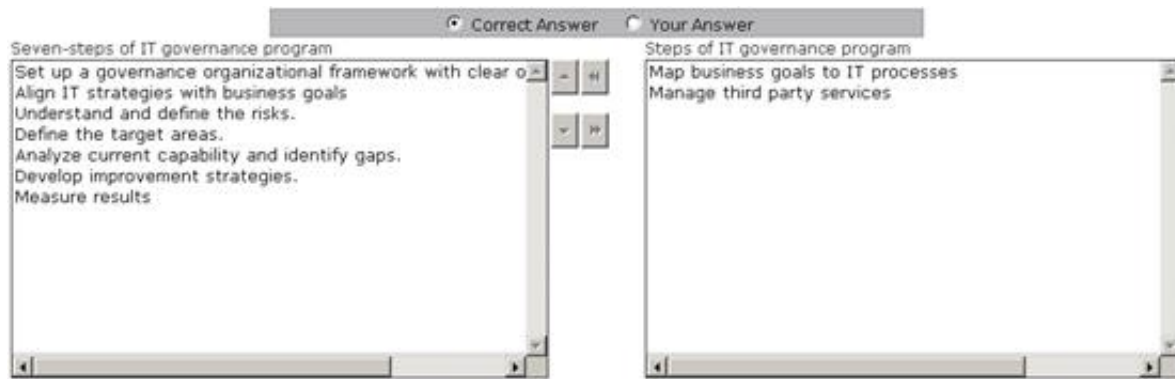 Correct Answer Your Answer
Seven-steps of IT governance program
Set up a governance organizational framework with clear o
Align IT strategies with business goals
Understand and define the risks.
Define the target areas.
Analyze current capability and identify gaps.
Develop improvement strategies.
Measure results
Steps of IT governance program
Map business goals to IT processes
Manage third party services